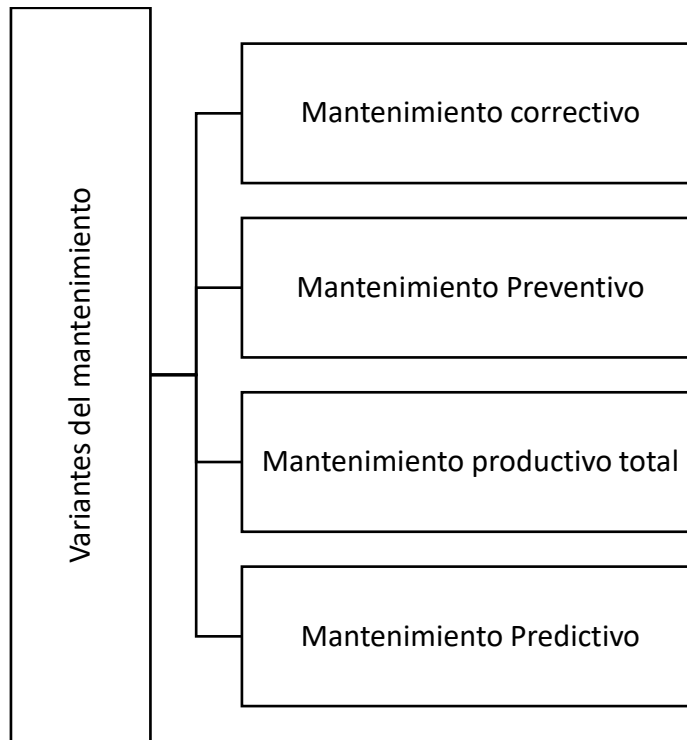 Variantes del mantenimiento
Mantenimiento correctivo
Mantenimiento Preventivo
Mantenimiento productivo total
Mantenimiento Predictivo